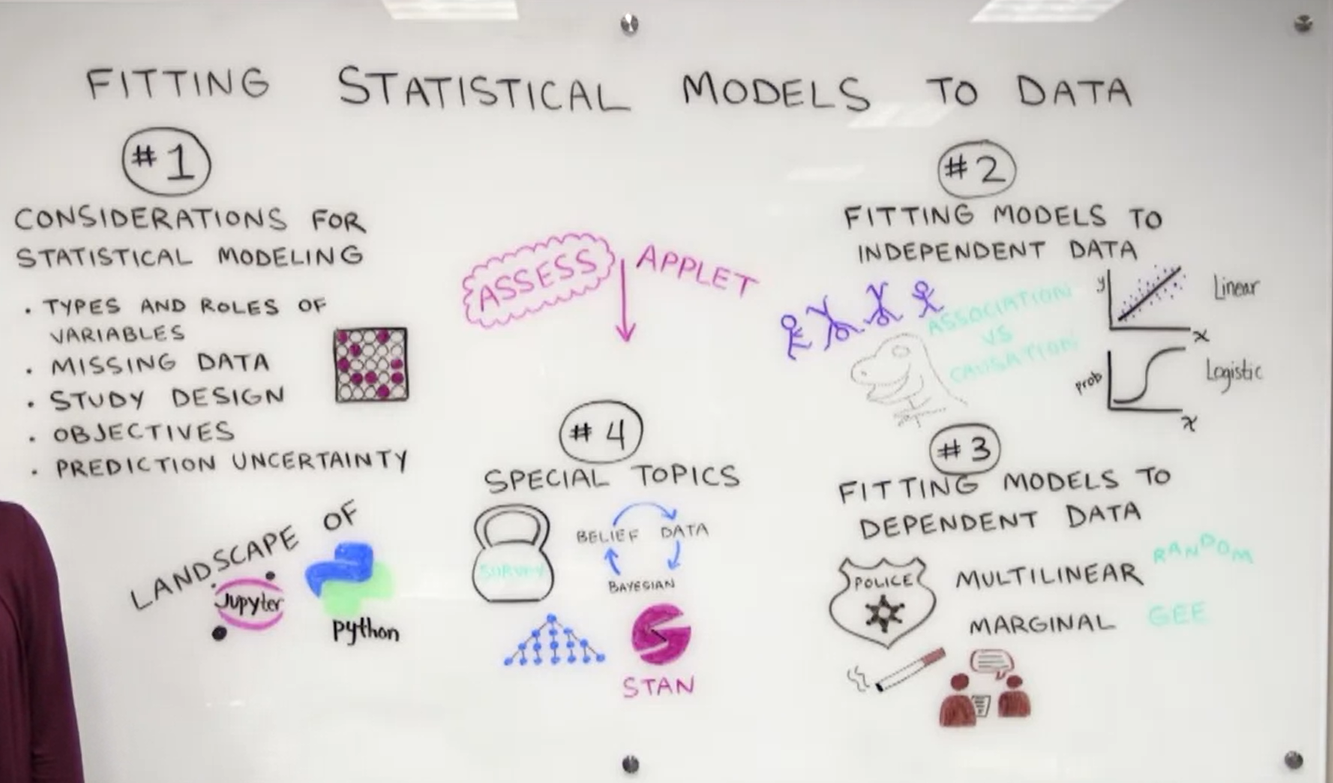 FITTING STATISTICAL MODELS TO DATA
#1
CONSIDERATIONS FOR
STATISTICAL MODELING
• TYPES AND ROLES OF
VARIABLES
• MISSING DATA
• STUDY DESIGN
• OBJECTIVES
• PREDICTION UNCERTAINTY
LANDSCAPE OF
Jupyter
python
ASSESS
APPLET
#4
SPECIAL TOPICS
SURVEY
BELIEF DATA
BAYESIAN
STAN
#2
FITTING MODELS TO
INDEPENDENT DATA
ASSOCIATION
VS
CAUSATION
y
x
Linear
prob
x
Logistic
#3
FITTING MODELS TO
DEPENDENT DATA
POLICE
MULTILINEAR RANDOM
MARGINAL GEE